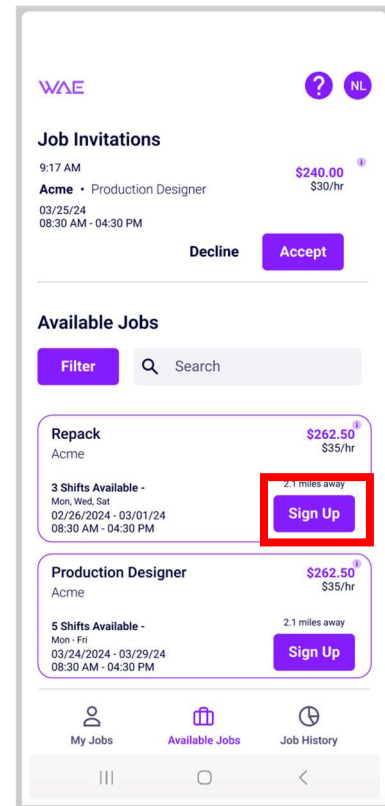 WAE
? NL
Job Invitations
9:17 AM
$240.00 i
Acme • Production Designer
$30/hr
03/25/24
08:30 AM - 04:30 PM
Decline Accept
Available Jobs
Filter Search
Repack
$262.50 i
Acme
$35/hr
3 Shifts Available -
2.1 miles away
Mon, Wed, Sat
02/26/2024 - 03/01/24
08:30 AM - 04:30 PM
Sign Up
Production Designer
$262.50 i
Acme
$35/hr
5 Shifts Available -
2.1 miles away
Mon - Fri
03/24/2024 - 03/29/24
08:30 AM - 04:30 PM
Sign Up
My Jobs Available Jobs Job History